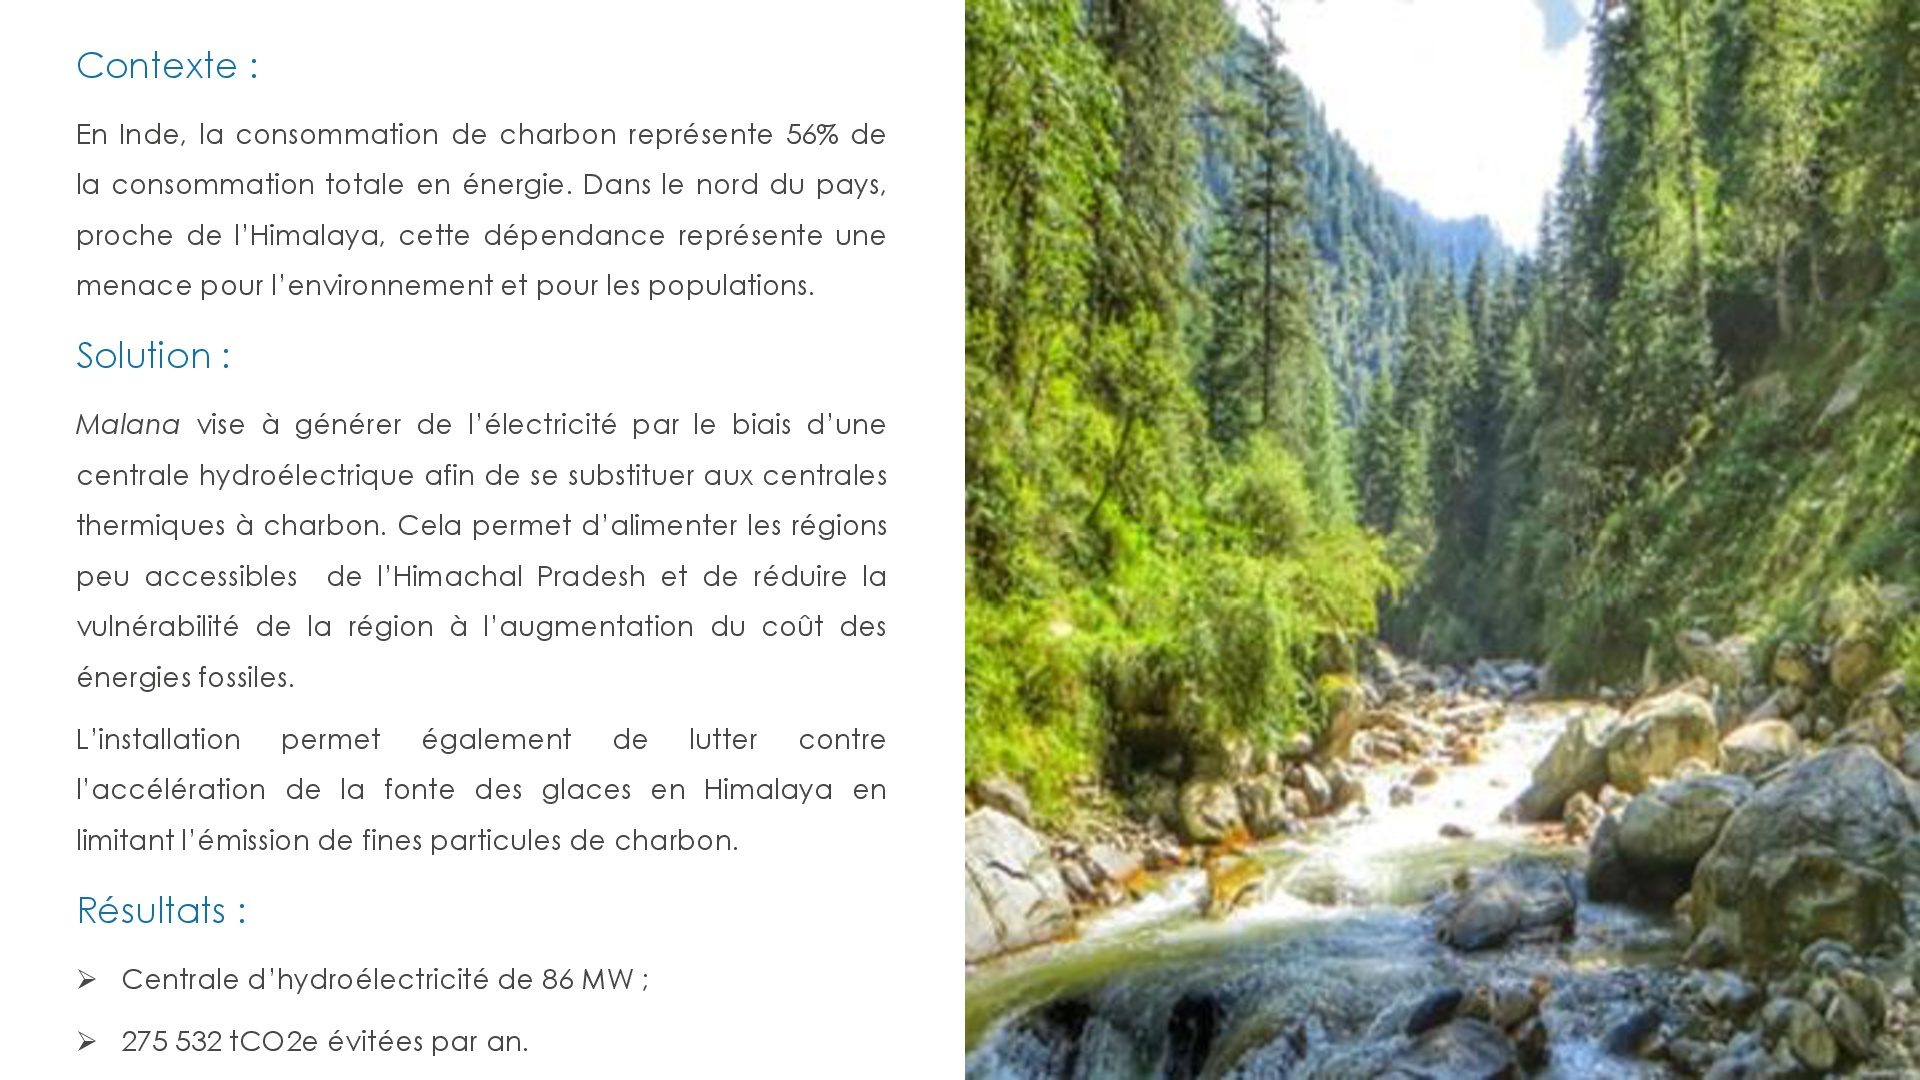 Contexte :
En Inde, la consommation de charbon représente 56% de
la consommation totale en énergie. Dans le nord du pays,
proche de l’Himalaya, cette dépendance représente une
menace pour l’environnement et pour les populations.
Solution :
Malana vise à générer de l’électricité par le biais d’une
centrale hydroélectrique afin de se substituer aux centrales
thermiques à charbon. Cela permet d’alimenter les régions
peu accessibles de l’Himachal Pradesh et de réduire la
vulnérabilité de la région à l’augmentation du coût des
énergies fossiles.
L’installation permet également de lutter contre
l’accélération de la fonte des glaces en Himalaya en
limitant l’émission de fines particules de charbon.
Résultats :
➢ Centrale d’hydroélectricité de 86 MW ;
➢ 275 532 tCO2e évitées par an.